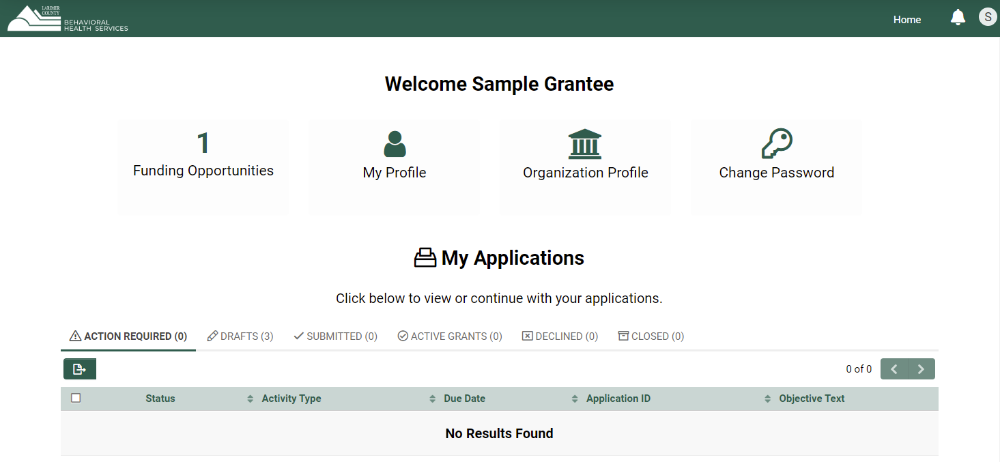 LARIMER
COUNTY
BEHAVIORAL
HEALTH SERVICES
Home
S
Welcome Sample Grantee
1
Funding Opportunities
My Profile
Organization Profile
Change Password
My Applications
Click below to view or continue with your applications.
ACTION REQUIRED (0) DRAFTS (3) SUBMITTED (0) ACTIVE GRANTS (0) DECLINED (0) CLOSED (0)
0 of 0
Status Activity Type Due Date Application ID Objective Text
No Results Found